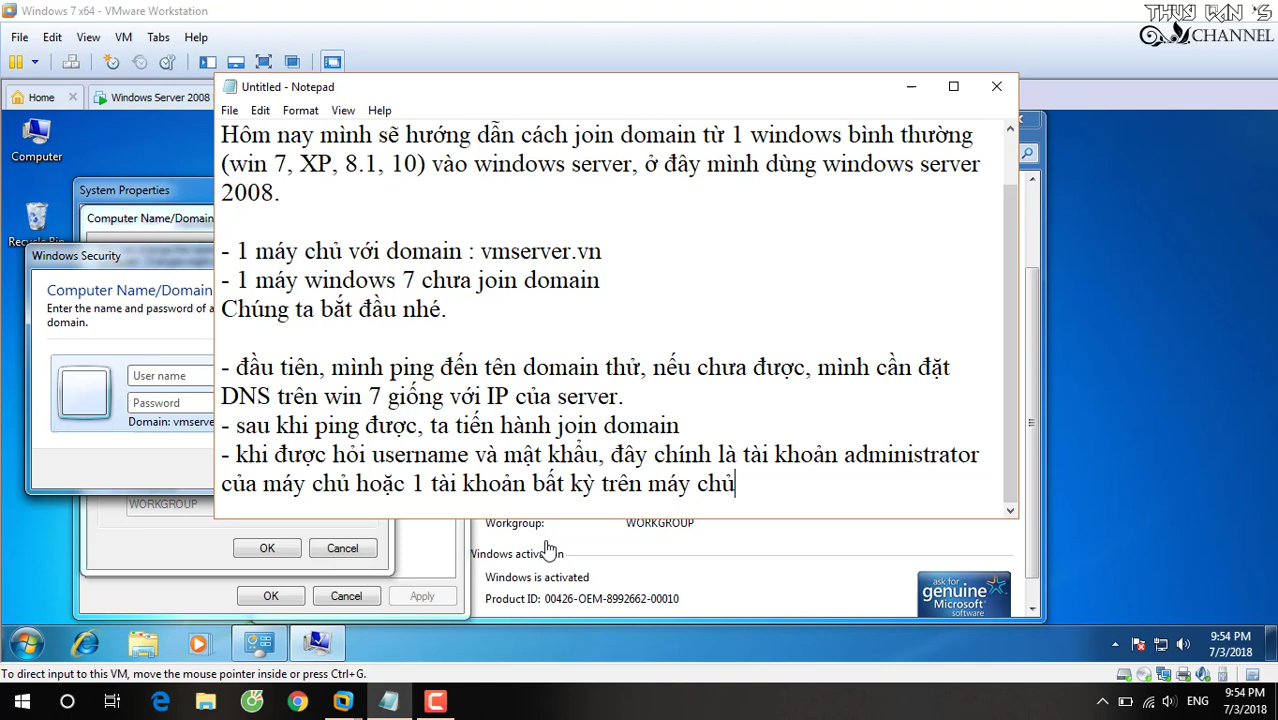 Windows 7 x64 - VMware Workstation
THUY WIN'S
CHANNEL
File Edit View VM Tabs Help
Home
Windows Server 2008
Untitled - Notepad
File Edit Format View Help
Computer
Recycle Bin
System Properties
Computer Name/Domain
Windows Security
Computer Name/Domain
Enter the name and password of a
domain.
User name
Password
Domain: vmserve
Hôm nay mình sẽ hướng dẫn cách join domain từ 1 windows bình thường
(win 7, XP, 8.1, 10) vào windows server, ở đây mình dùng windows server
2008.
- 1 máy chủ với domain : vmserver.vn
- 1 máy windows 7 chưa join domain
Chúng ta bắt đầu nhé.
- đầu tiên, mình ping đến tên domain thử, nếu chưa được, mình cần đặt
DNS trên win 7 giống với IP của server.
- sau khi ping được, ta tiến hành join domain
- khi được hỏi username và mật khẩu, đây chính là tài khoản administrator
của máy chủ hoặc 1 tài khoản bất kỳ trên máy chủ
WORKGROUP
OK Cancel
OK Cancel Apply
Workgroup: WORKGROUP
Windows activation
Windows is activated
Product ID: 00426-OEM-8992662-00010
ask for
genuine
Microsoft
software
9:54 PM
7/3/2018
To direct input to this VM, move the mouse pointer inside or press Ctrl+G.
ENG
9:54 PM
7/3/2018